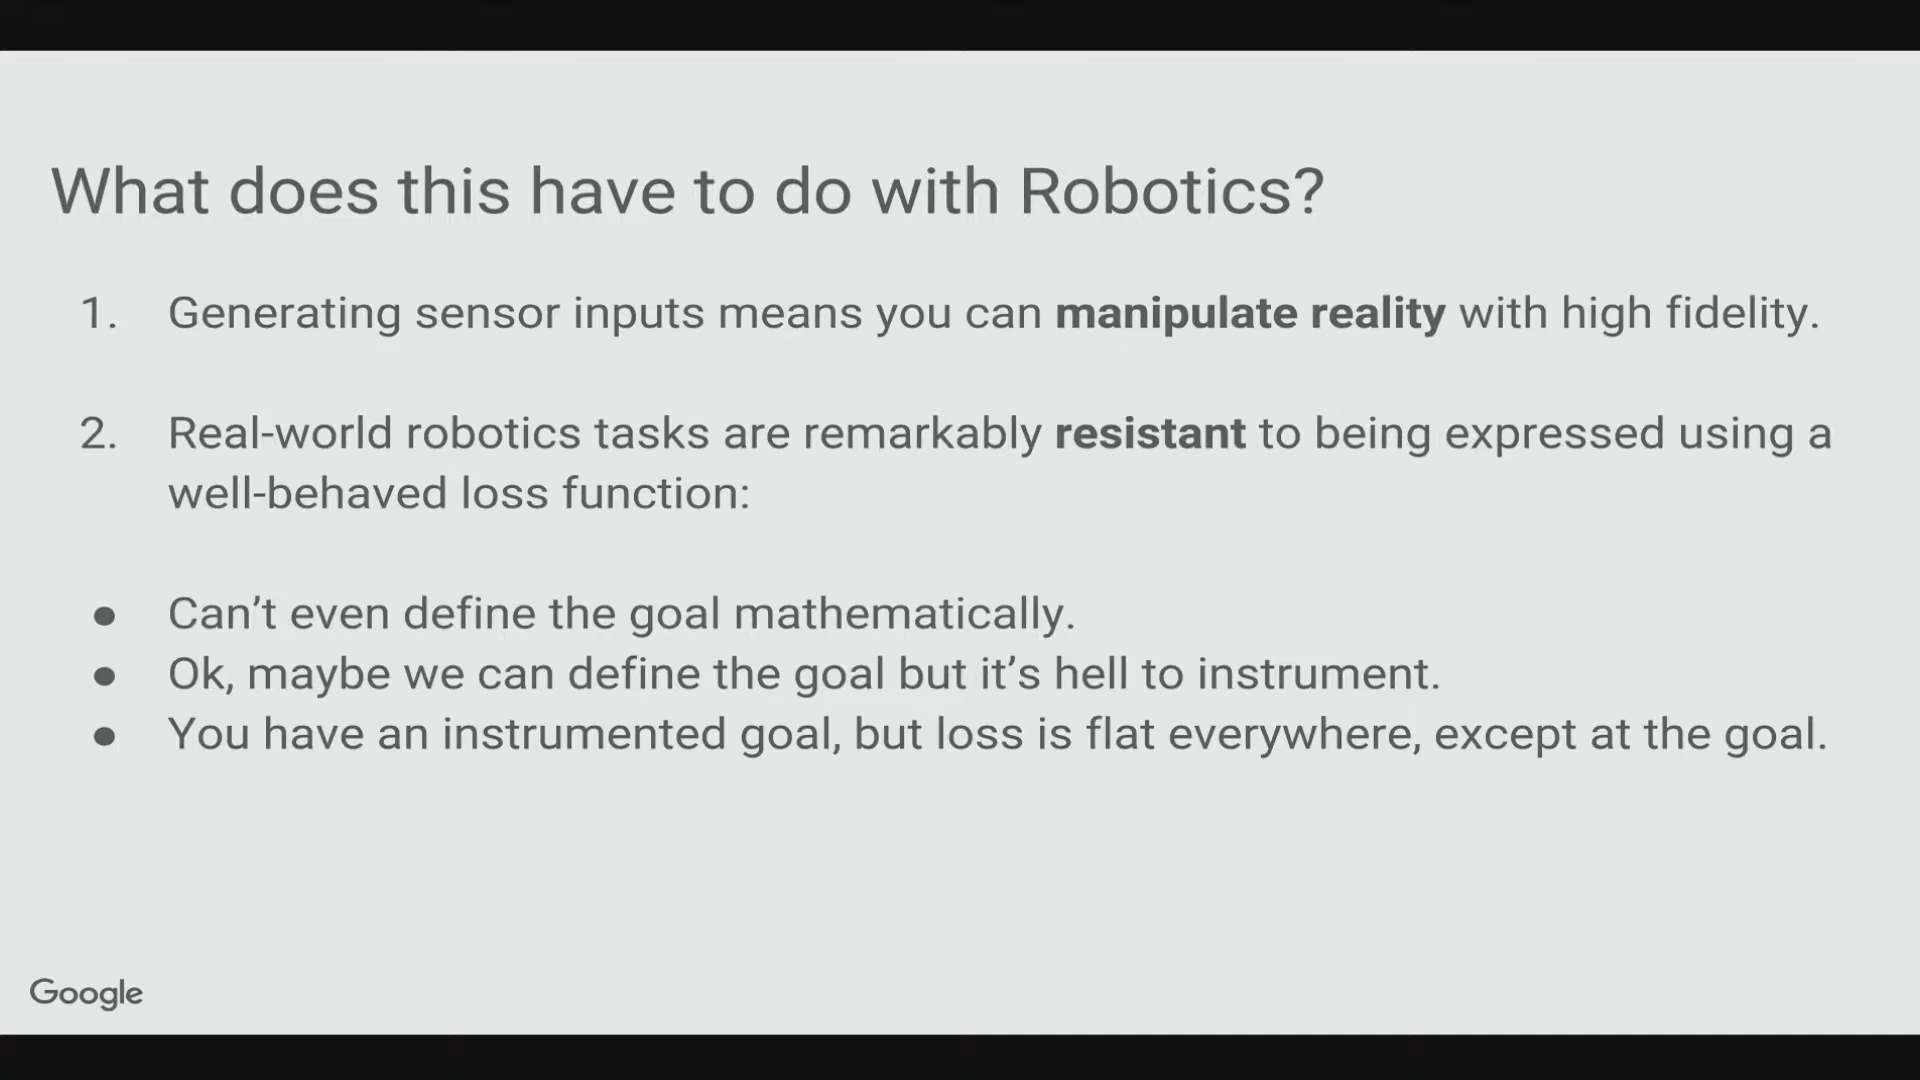 What does this have to do with Robotics?
1. Generating sensor inputs means you can manipulate reality with high fidelity.
2. Real-world robotics tasks are remarkably resistant to being expressed using a
well-behaved loss function:
● Can’t even define the goal mathematically.
● Ok, maybe we can define the goal but it’s hell to instrument.
● You have an instrumented goal, but loss is flat everywhere, except at the goal.
Google